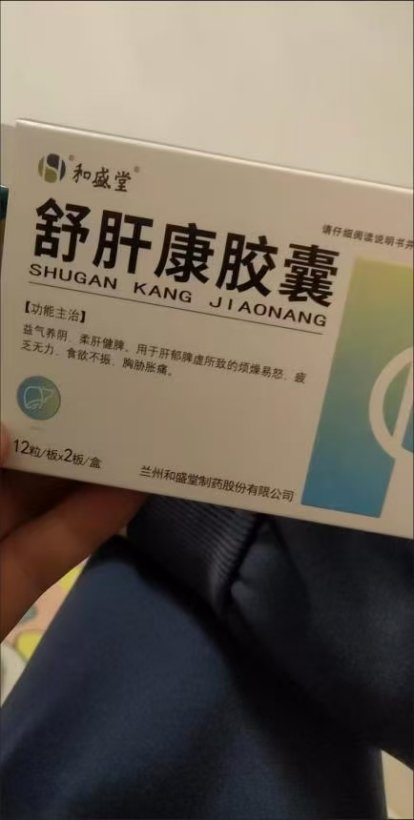 和盛堂®
请仔细阅读说明书并
舒肝康胶囊
SHUGAN KANG JIAONANG
【功能主治】
益气养阴，柔肝健脾。用于肝郁脾虚所致的烦燥易怒，疲
乏无力，食欲不振，胸胁胀痛。
12粒/板x2板/盒
兰州和盛堂制药股份有限公司